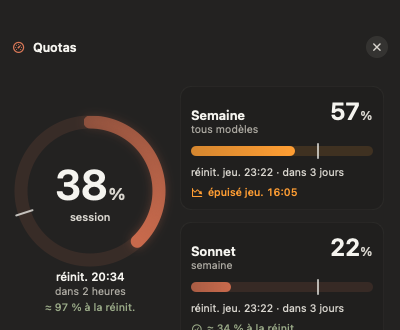 Quotas
38%
session
réinit. 20:34
dans 2 heures
≈ 97 % à la réinit.
Semaine
57%
tous modèles
réinit. jeu. 23:22 · dans 3 jours
épuisé jeu. 16:05
Sonnet
22%
semaine
réinit. jeu. 23:22 · dans 3 jours
≈ 34 % à la réinit.